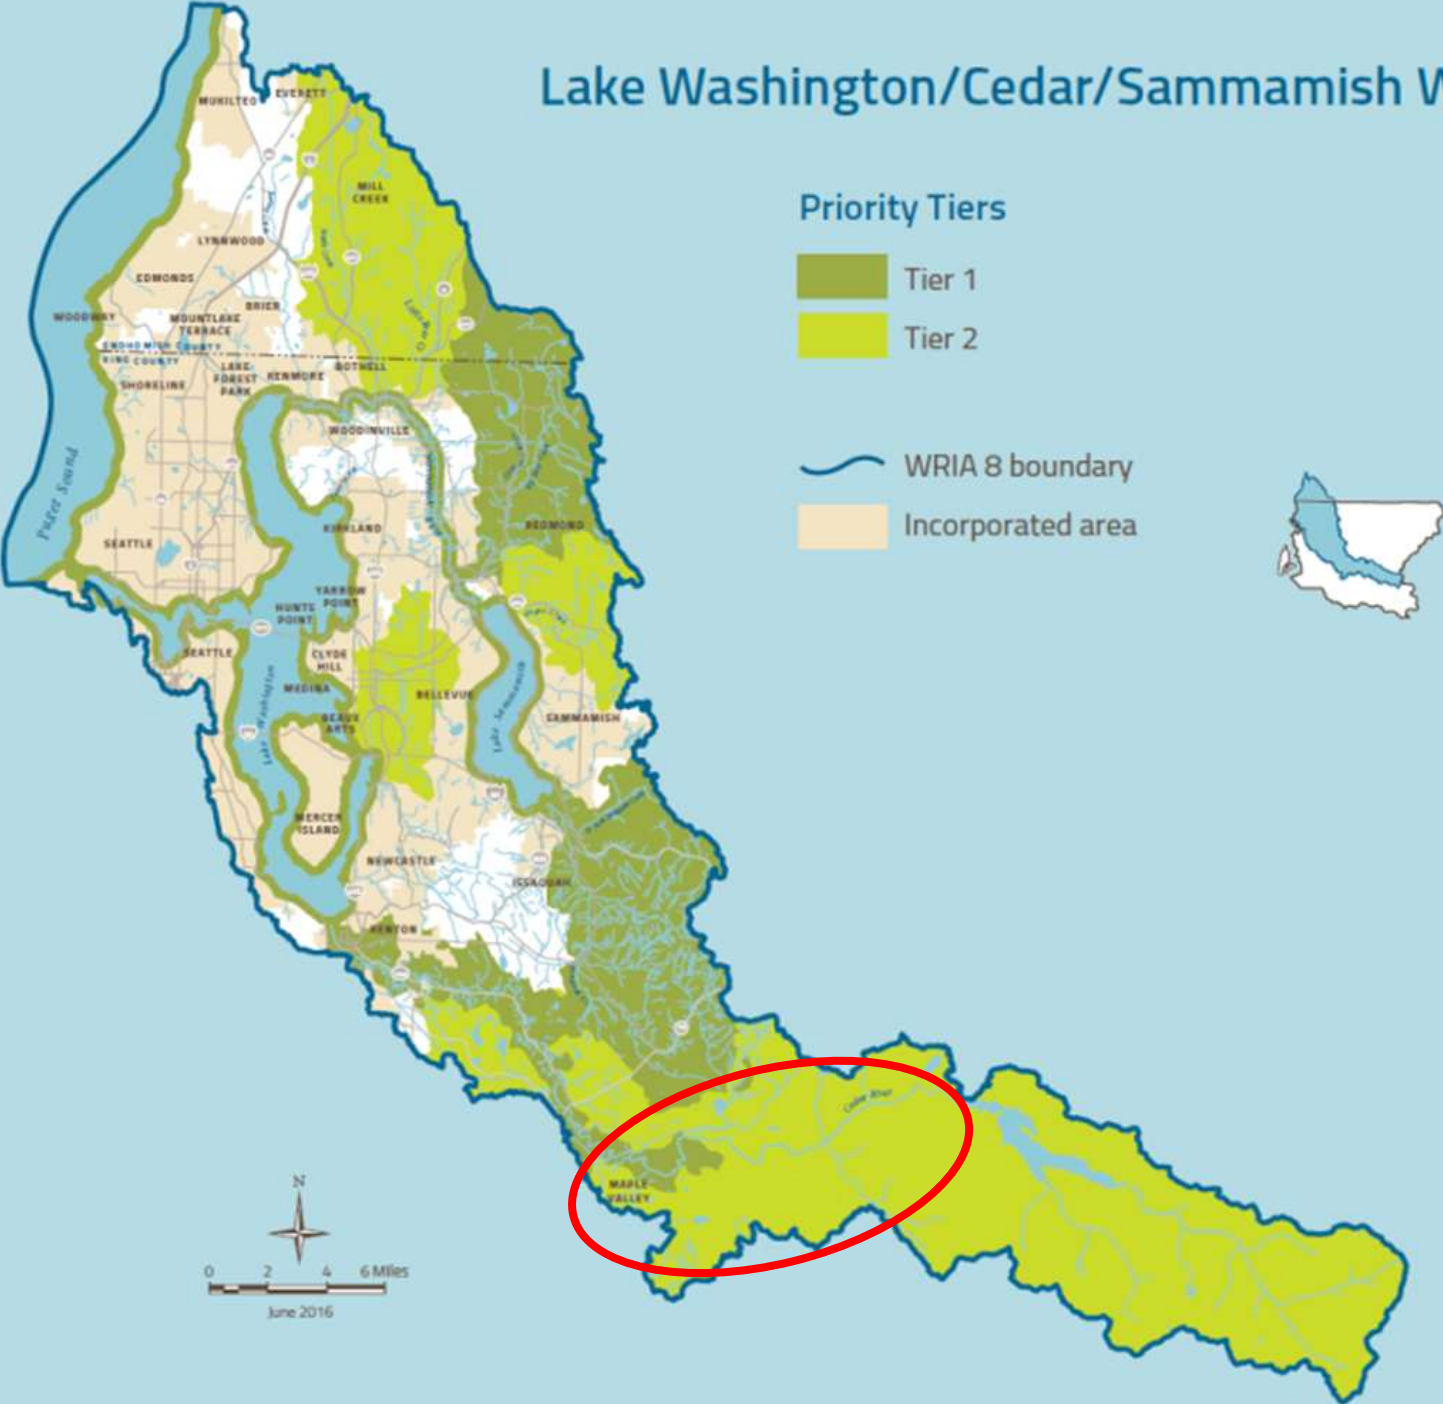 Lake Washington/Cedar/Sammamish W
Priority Tiers
Tier 1
Tier 2
WRIA 8 boundary
Incorporated area
MUKILTEO
EVERETT
MILL
CREEK
LYNNWOOD
EDMONDS
BRIER
WOODWAY
MOUNTLAKE
TERRACE
SNOHOMISH COUNTY
KING COUNTY
SHORELINE
LAKE
FOREST
PARK
KENMORE
BOTHELL
WOODINVILLE
Puget Sound
SEATTLE
KIRKLAND
REDMOND
YARROW
POINT
HUNTS
POINT
SEATTLE
CLYDE
HILL
MEDINA
BELLEVUE
BEAUX
ARTS
Lake Washington
Lake Sammamish
SAMMAMISH
MERCER
ISLAND
NEWCASTLE
ISSAQUAH
RENTON
Cedar River
MAPLE
VALLEY
N
0 2 4 6 Miles
June 2016